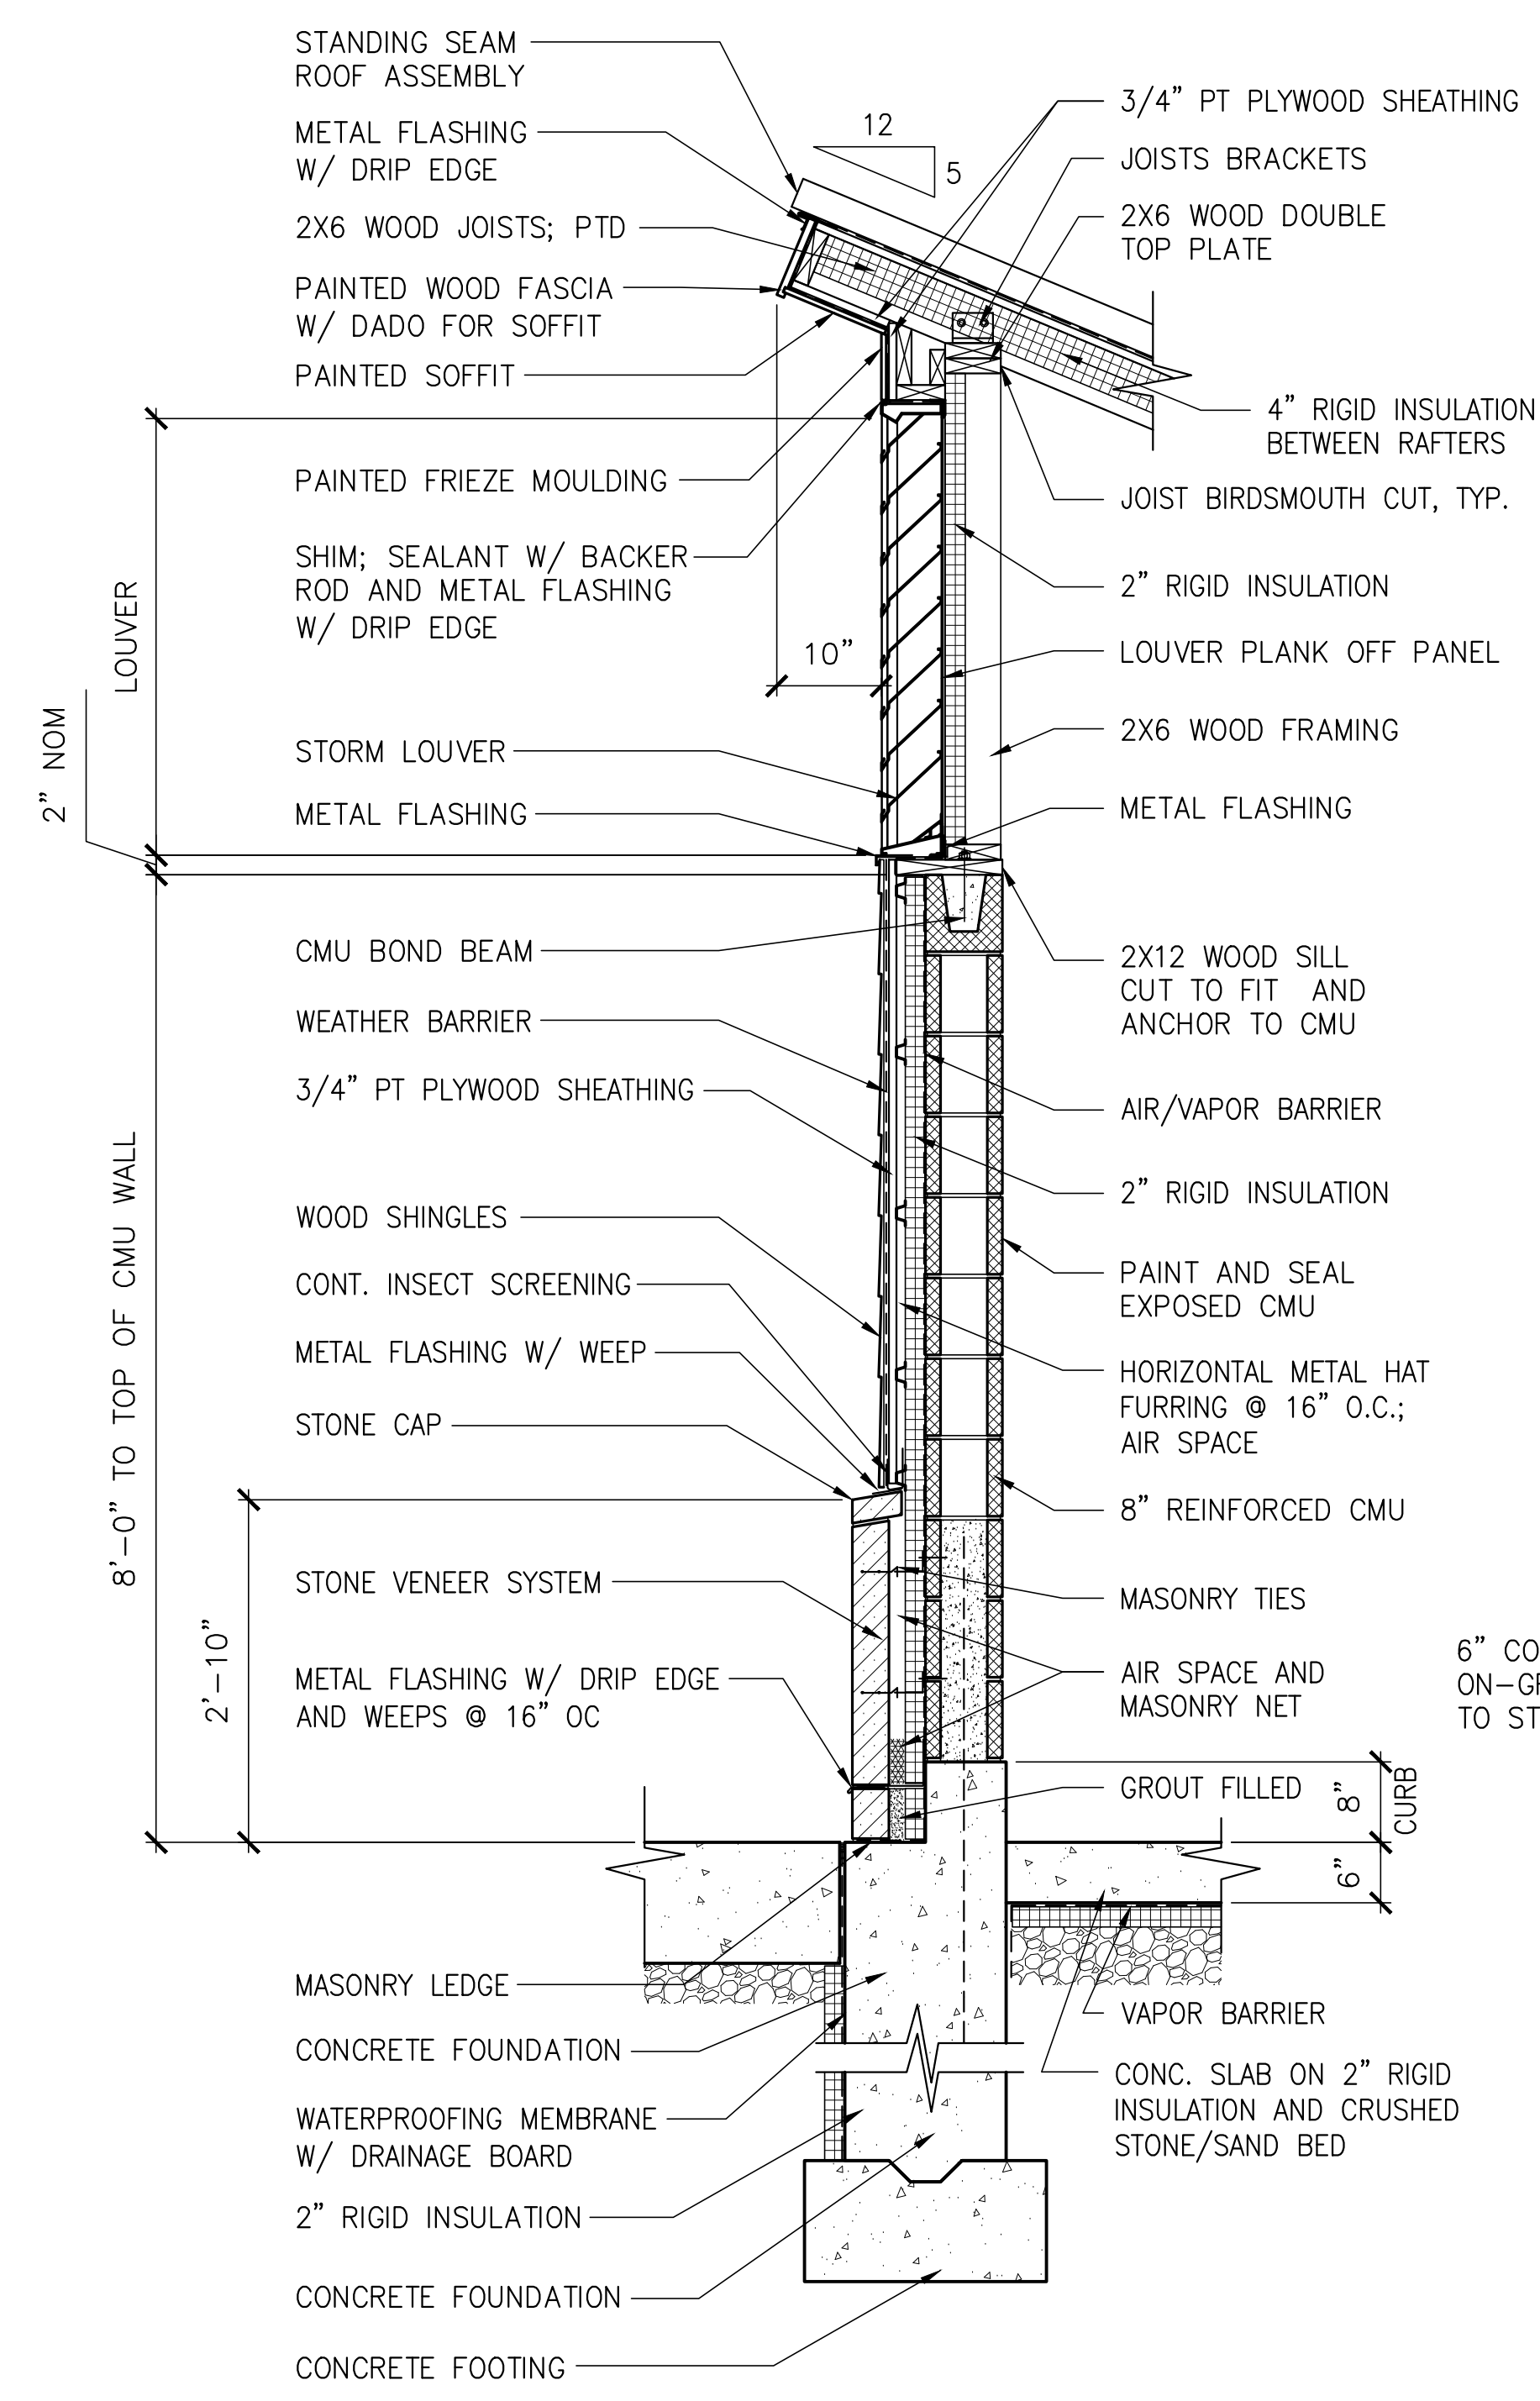 STANDING SEAM
ROOF ASSEMBLY
METAL FLASHING
W/ DRIP EDGE
2X6 WOOD JOISTS; PTD
PAINTED WOOD FASCIA
W/ DADO FOR SOFFIT
PAINTED SOFFIT
PAINTED FRIEZE MOULDING
SHIM; SEALANT W/ BACKER
ROD AND METAL FLASHING
W/ DRIP EDGE
STORM LOUVER
METAL FLASHING
CMU BOND BEAM
WEATHER BARRIER
3/4" PT PLYWOOD SHEATHING
WOOD SHINGLES
CONT. INSECT SCREENING
METAL FLASHING W/ WEEP
STONE CAP
STONE VENEER SYSTEM
METAL FLASHING W/ DRIP EDGE
AND WEEPS @ 16" OC
MASONRY LEDGE
CONCRETE FOUNDATION
WATERPROOFING MEMBRANE
W/ DRAINAGE BOARD
2" RIGID INSULATION
CONCRETE FOUNDATION
CONCRETE FOOTING
LOUVER
2" NOM
8'-0" TO TOP OF CMU WALL
2'-10"
12
5
10"
3/4" PT PLYWOOD SHEATHING
JOISTS BRACKETS
2X6 WOOD DOUBLE
TOP PLATE
4" RIGID INSULATION
BETWEEN RAFTERS
JOIST BIRDSMOUTH CUT, TYP.
2" RIGID INSULATION
LOUVER PLANK OFF PANEL
2X6 WOOD FRAMING
METAL FLASHING
2X12 WOOD SILL
CUT TO FIT AND
ANCHOR TO CMU
AIR/VAPOR BARRIER
2" RIGID INSULATION
PAINT AND SEAL
EXPOSED CMU
HORIZONTAL METAL HAT
FURRING @ 16" O.C.;
AIR SPACE
8" REINFORCED CMU
MASONRY TIES
AIR SPACE AND
MASONRY NET
GROUT FILLED
8"
CURB
6"
VAPOR BARRIER
CONC. SLAB ON 2" RIGID
INSULATION AND CRUSHED
STONE/SAND BED
6" CO
ON-GR
TO ST